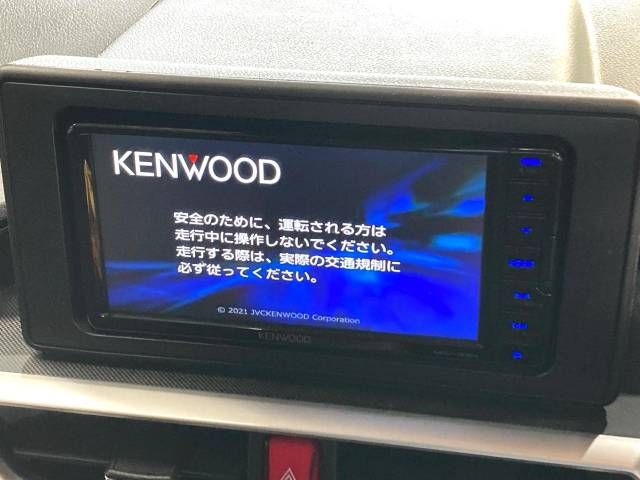 KENWOOD
安全のために、運転される方は
走行中に操作しないでください。
走行する際は、実際の交通規制に
必ず従ってください。
© 2021 JVCKENWOOD Corporation
KENWOOD